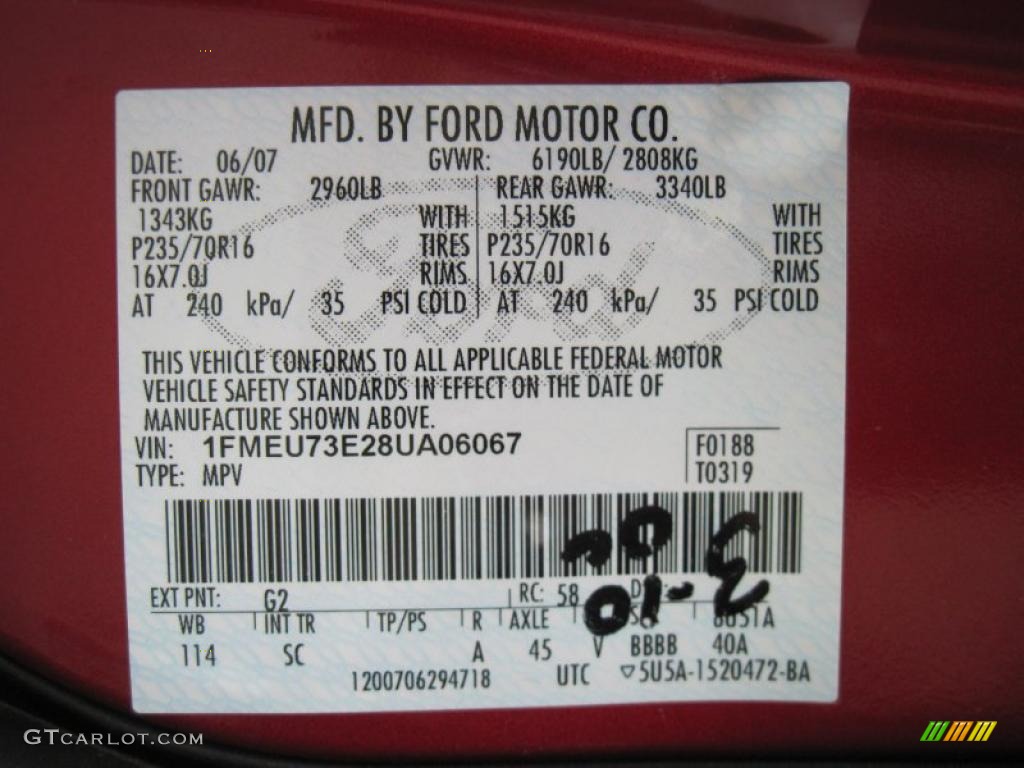 MFD. BY FORD MOTOR CO.
DATE: 06/07 GVWR: 6190LB/ 2808KG
FRONT GAWR: 2960LB REAR GAWR: 3340LB
1343KG WITH 1515KG WITH
P235/70R16 TIRES P235/70R16 TIRES
16X7.0J RIMS 16X7.0J RIMS
AT 240 kPa/ 35 PSI COLD AT 240 kPa/ 35 PSI COLD
Ford
THIS VEHICLE CONFORMS TO ALL APPLICABLE FEDERAL MOTOR
VEHICLE SAFETY STANDARDS IN EFFECT ON THE DATE OF
MANUFACTURE SHOWN ABOVE.
VIN: 1FMEU73E28UA06067 F0188
TYPE: MPV T0319
EXT PNT: G2 RC: 58
WB INT TR TP/PS R AXLE
114 SC A 45 V BBBB 40A
1200706294718 UTC ▽5U5A-1520472-BA
3-10
GTCARLOT.COM